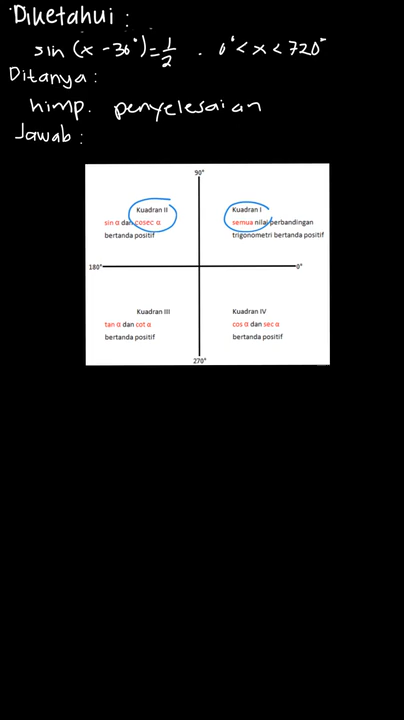 Diketahui :
sin (x - 30°) = 1/2 . 0° < x < 720°
Ditanya :
himp. penyelesaian
Jawab :
90°
Kuadran II
Kuadran I
sin α dan cosec α
semua nilai perbandingan
bertanda positif
trigonometri bertanda positif
180°
0°
Kuadran III
Kuadran IV
tan α dan cot α
cos α dan sec α
bertanda positif
bertanda positif
270°